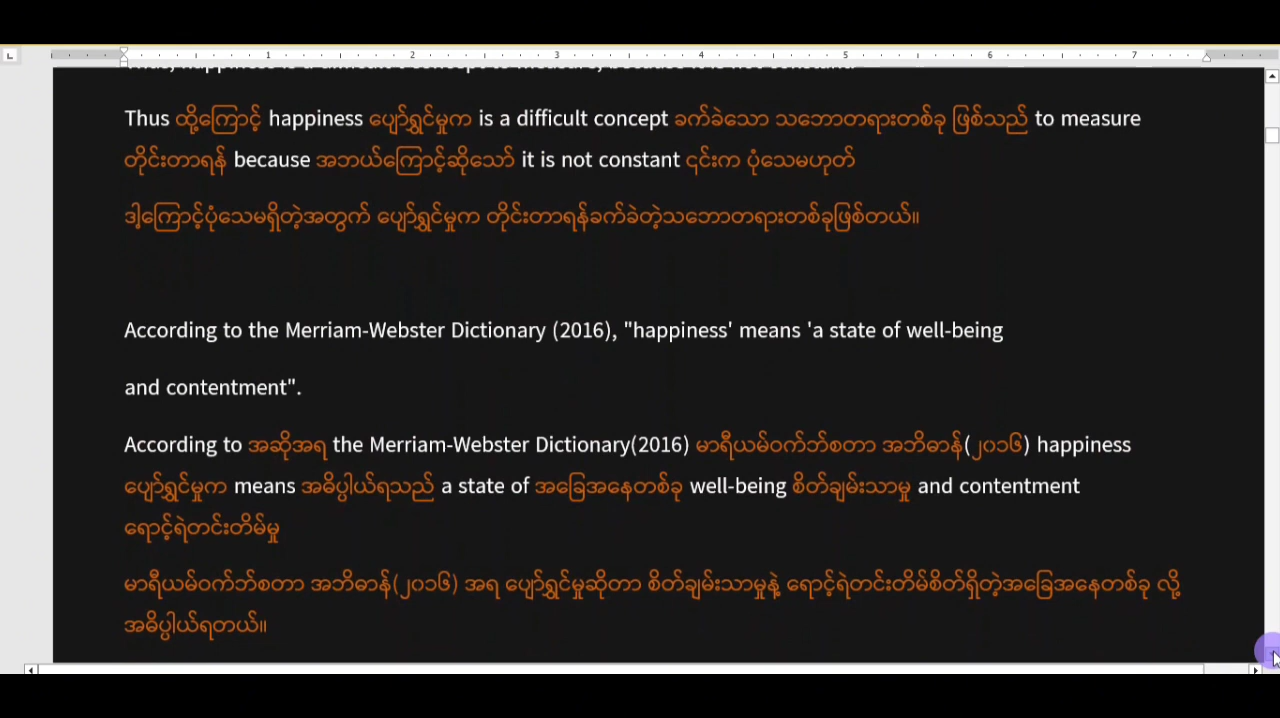 Thus, happiness is a difficult concept to measure, because it is not constant.
Thus ထို့ကြောင့် happiness ပျော်ရွှင်မှုက is a difficult concept ခက်ခဲသော သဘောတရားတစ်ခု ဖြစ်သည် to measure
တိုင်းတာရန် because အဘယ်ကြောင့်ဆိုသော် it is not constant ၎င်းက ပုံသေမဟုတ်
ဒါ့ကြောင့်ပုံသေမရှိတဲ့အတွက် ပျော်ရွှင်မှုက တိုင်းတာရန်ခက်ခဲတဲ့သဘောတရားတစ်ခုဖြစ်တယ်။
According to the Merriam-Webster Dictionary (2016), "happiness' means 'a state of well-being
and contentment".
According to အဆိုအရ the Merriam-Webster Dictionary(2016) မာရီယမ်ဝက်ဘ်စတာ အဘိဓာန်(၂၀၁၆) happiness
ပျော်ရွှင်မှုက means အဓိပ္ပါယ်ရသည် a state of အခြေအနေတစ်ခု well-being စိတ်ချမ်းသာမှု and contentment
ရောင့်ရဲတင်းတိမ်မှု
မာရီယမ်ဝက်ဘ်စတာ အဘိဓာန်(၂၀၁၆) အရ ပျော်ရွှင်မှုဆိုတာ စိတ်ချမ်းသာမှုနဲ့ ရောင့်ရဲတင်းတိမ်စိတ်ရှိတဲ့အခြေအနေတစ်ခု လို့
အဓိပ္ပါယ်ရတယ်။